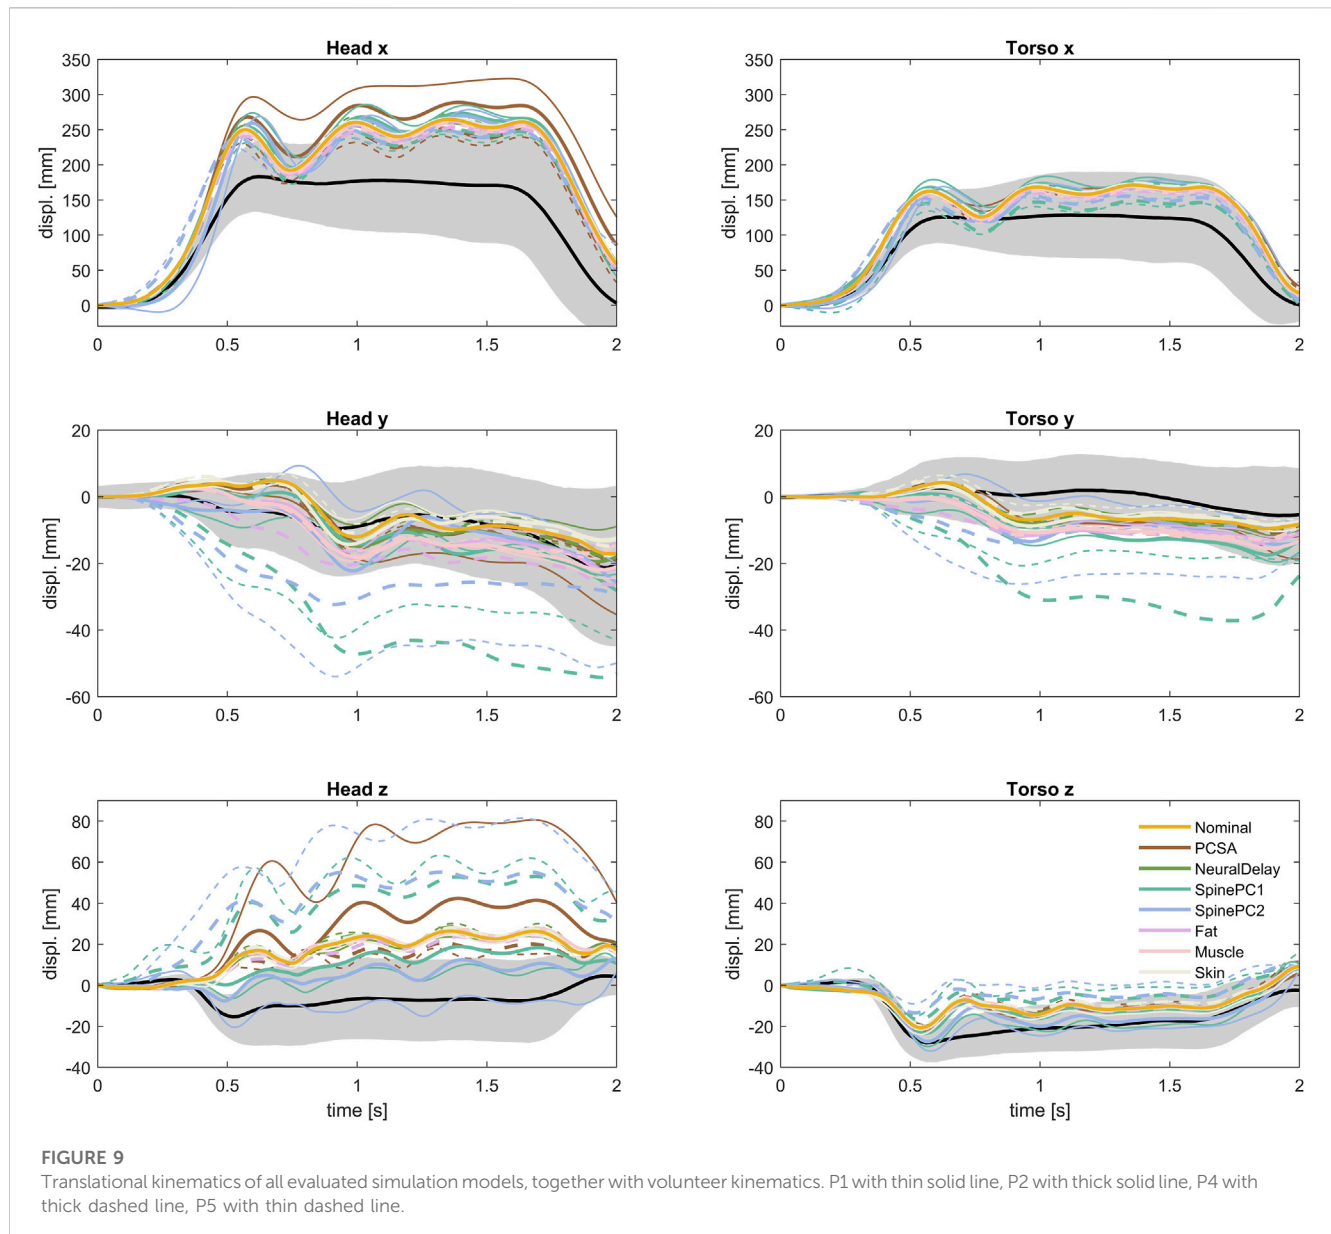 Head x
350
300
250
200
150
100
50
0
displ. [mm]
0 0.5 1 1.5 2
Torso x
350
300
250
200
150
100
50
0
displ. [mm]
0 0.5 1 1.5 2
Head y
20
0
-20
-40
-60
displ. [mm]
0 0.5 1 1.5 2
Torso y
20
0
-20
-40
-60
displ. [mm]
0 0.5 1 1.5 2
Head z
80
60
40
20
0
-20
-40
displ. [mm]
0 0.5 1 1.5 2
time [s]
Torso z
80
60
40
20
0
-20
-40
displ. [mm]
Nominal
PCSA
NeuralDelay
SpinePC1
SpinePC2
Fat
Muscle
Skin
0 0.5 1 1.5 2
time [s]
FIGURE 9
Translational kinematics of all evaluated simulation models, together with volunteer kinematics. P1 with thin solid line, P2 with thick solid line, P4 with
thick dashed line, P5 with thin dashed line.